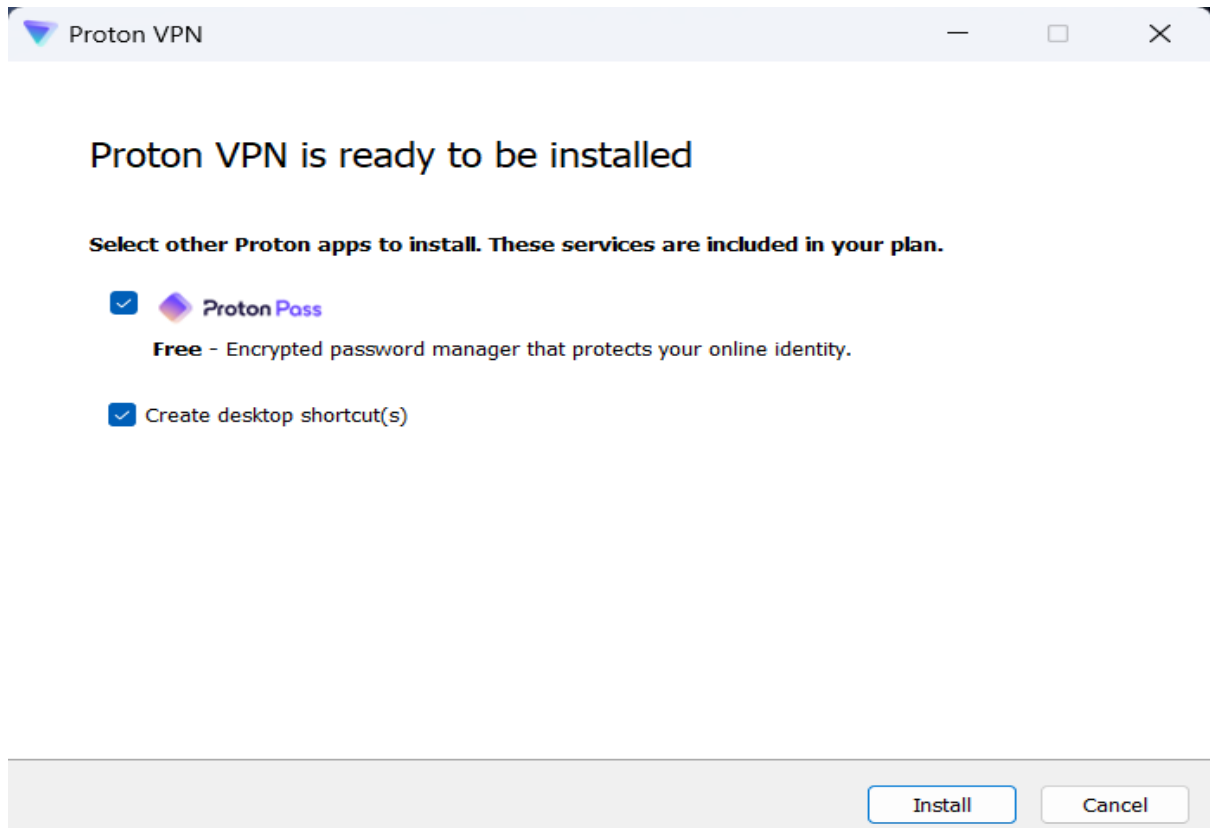 Proton VPN
Proton VPN is ready to be installed
Select other Proton apps to install. These services are included in your plan.
Proton Pass
Free - Encrypted password manager that protects your online identity.
Create desktop shortcut(s)
Install
Cancel